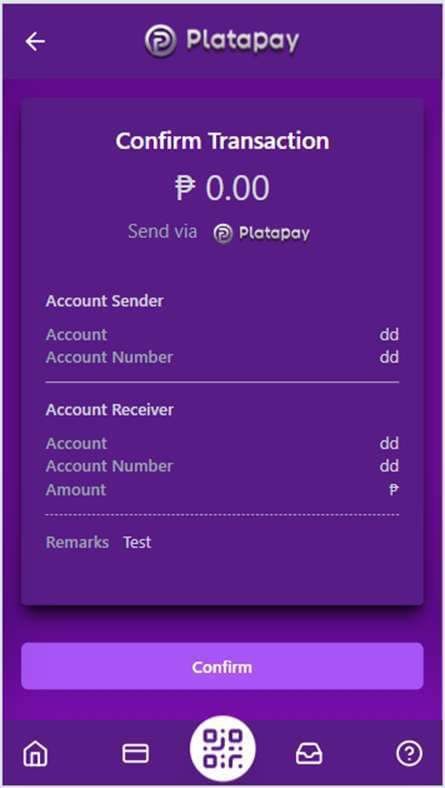 Platapay
Confirm Transaction
₱ 0.00
Send via Platapay
Account Sender
Account dd
Account Number dd
Account Receiver
Account dd
Account Number dd
Amount ₱
Remarks Test
Confirm